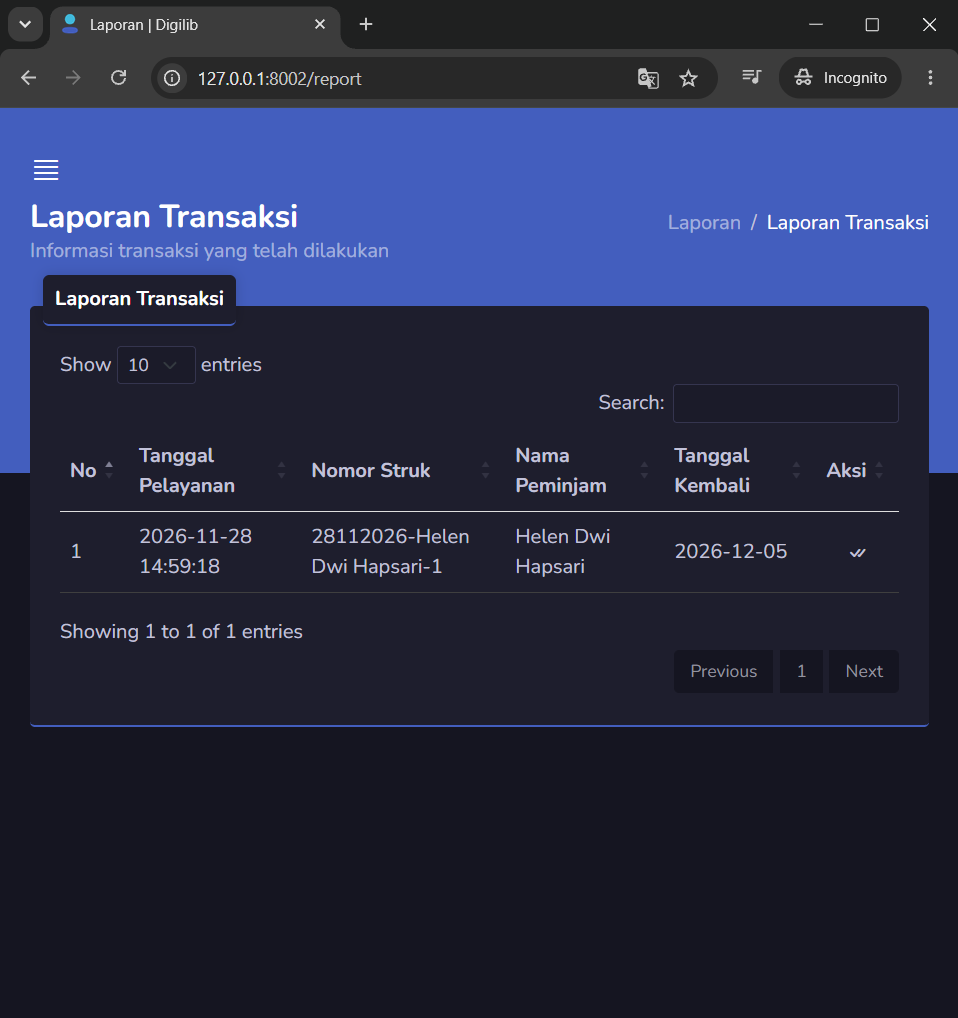 Laporan | Digilib
127.0.0.1:8002/report
Incognito
Laporan Transaksi
Laporan / Laporan Transaksi
Informasi transaksi yang telah dilakukan
Laporan Transaksi
Show 10 entries
Search:
No Tanggal Pelayanan Nomor Struk Nama Peminjam Tanggal Kembali Aksi
1 2026-11-28 14:59:18 28112026-Helen Dwi Hapsari-1 Helen Dwi Hapsari 2026-12-05
Showing 1 to 1 of 1 entries
Previous 1 Next